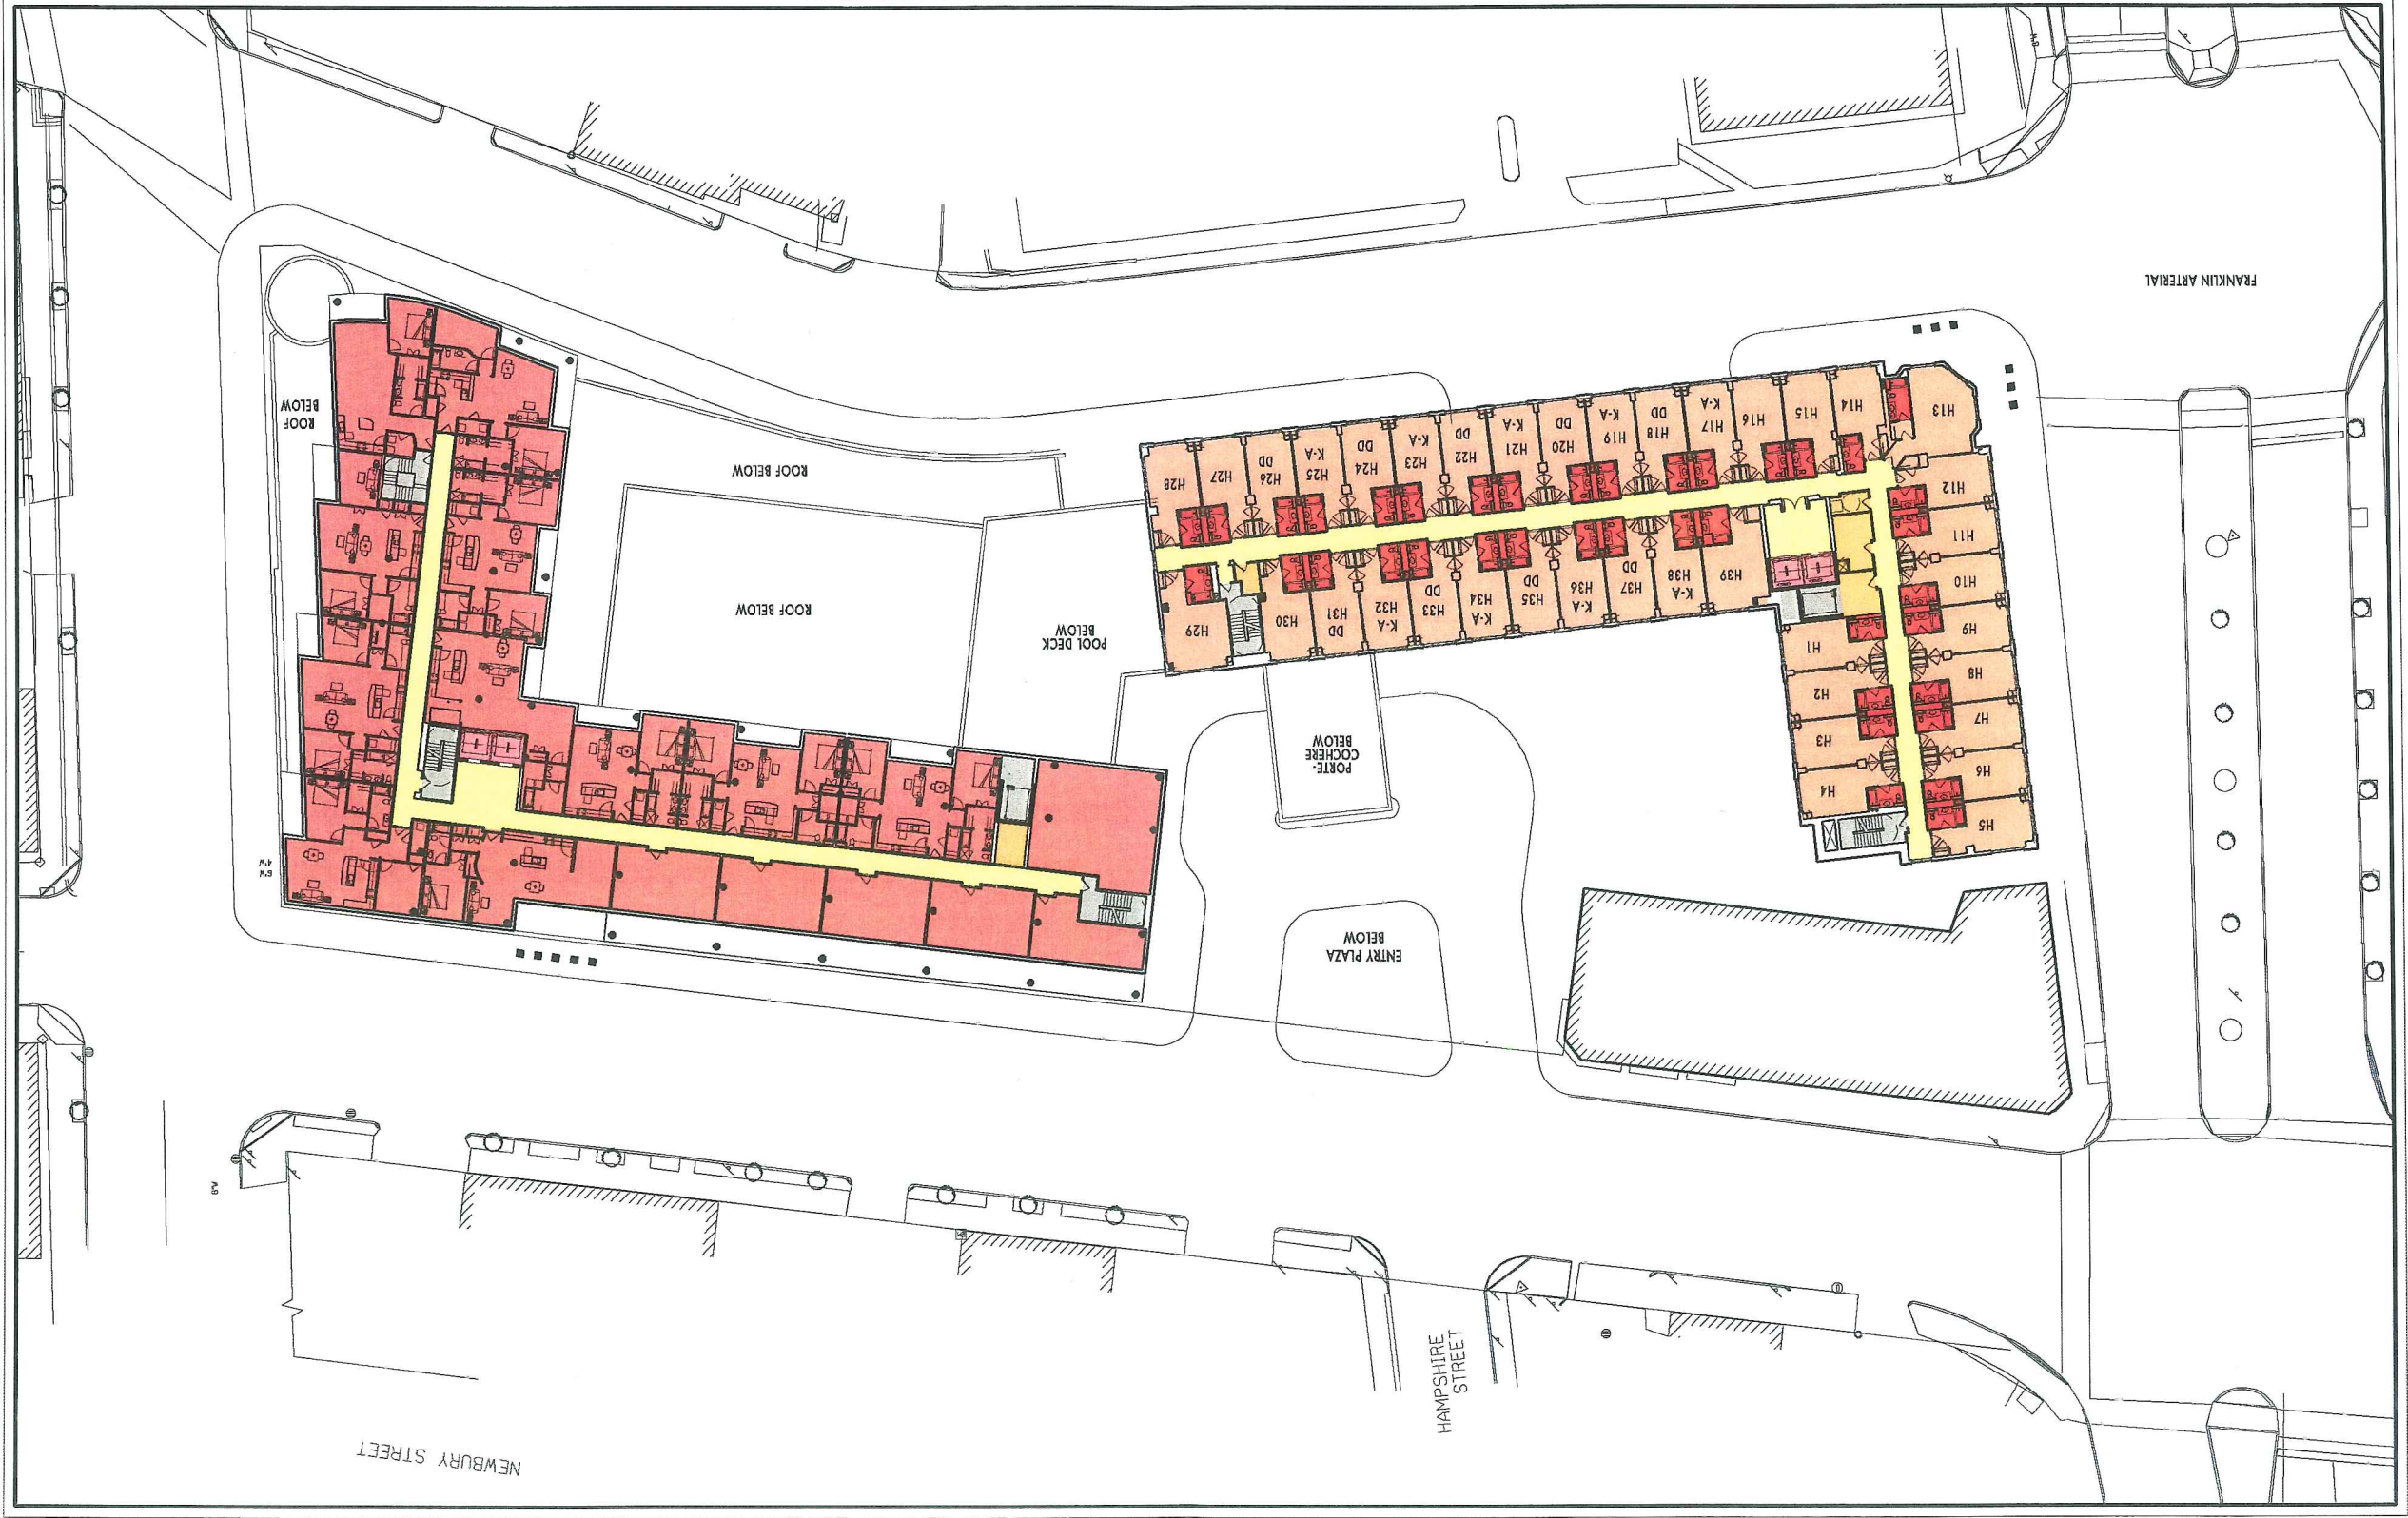 FRANKLIN ARTERIAL
ROOF
BELOW
ROOF BELOW
ROOF BELOW
POOL DECK
BELOW
PORTE-
COCHERE
BELOW
ENTRY PLAZA
BELOW
H1
H2
H3
H4
H5
H6
H7
H8
H9
H10
H11
H12
H13
H14
H15
H16
H17
K-A
H18
DD
H19
K-A
H20
DD
H21
K-A
H22
DD
H23
K-A
H24
DD
H25
K-A
H26
DD
H27
H28
H29
H30
H31
DD
H32
K-A
H33
DD
H34
K-A
H35
DD
H36
K-A
H37
DD
H38
K-A
H39
HAMPSHIRE
STREET
NEWBURY STREET